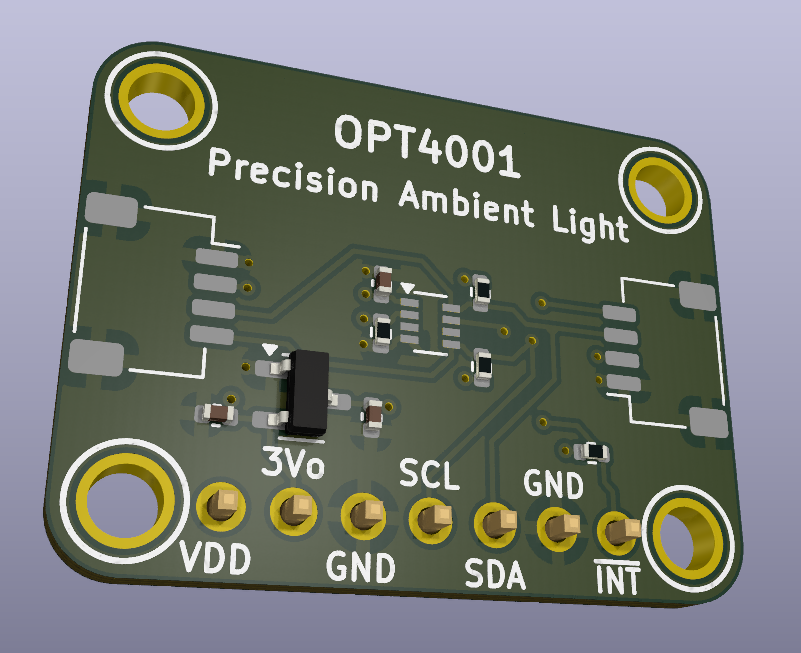 OPT4001
Precision Ambient Light
3Vo
SCL
GND
VDD
GND
SDA
INT